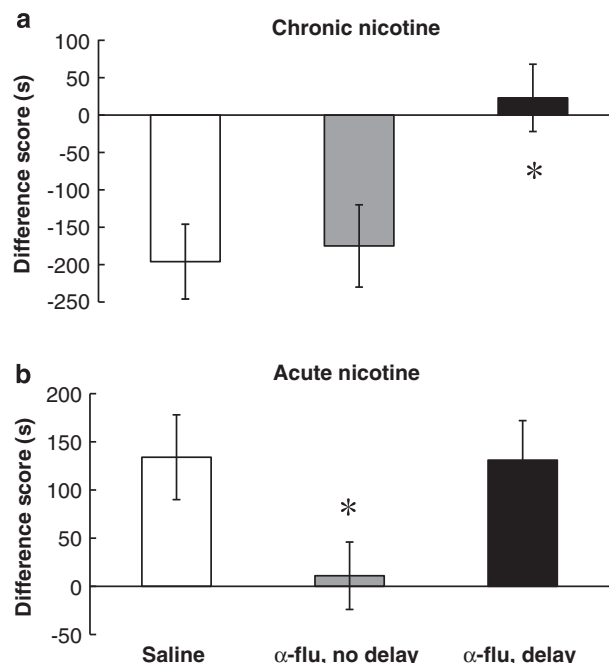 a
Chronic nicotine
Difference score (s)
100
50
0
-50
-100
-150
-200
-250
*
b
Acute nicotine
Difference score (s)
200
150
100
50
0
-50
*
Saline α-flu, no delay α-flu, delay